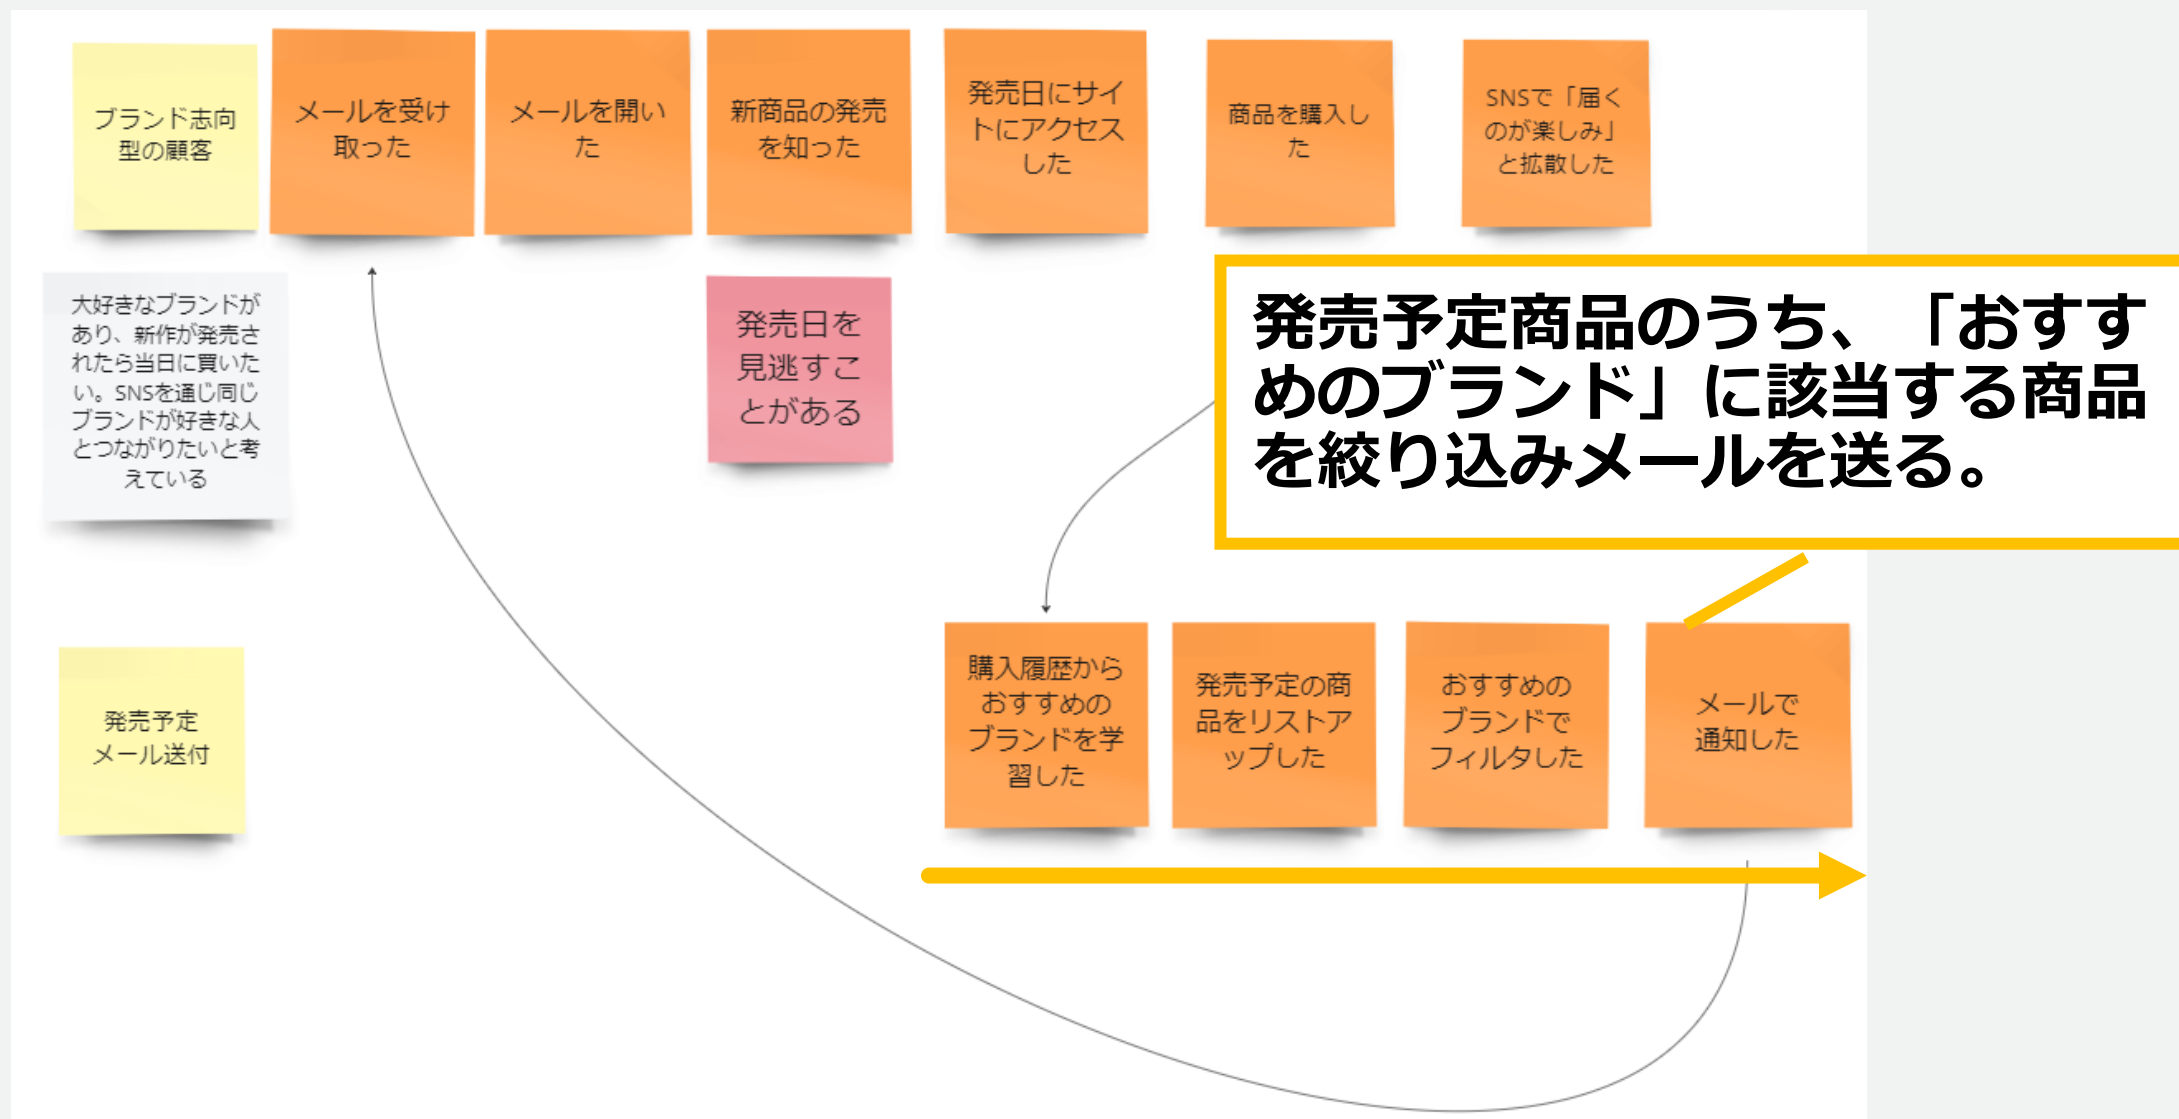 ブランド志向
型の顧客
メールを受け
取った
メールを開い
た
新商品の発売
を知った
発売日にサイ
トにアクセス
した
商品を購入し
た
SNSで「届く
のが楽しみ」
と拡散した
大好きなブランドが
あり、新作が発売さ
れたら当日に買いた
い。SNSを通じ同じ
ブランドが好きな人
とつながりたいと考
えている
発売日を
見逃すこ
とがある
発売予定商品のうち、「おすす
めのブランド」に該当する商品
を絞り込みメールを送る。
発売予定
メール送付
購入履歴から
おすすめの
ブランドを学
習した
発売予定の商
品をリストア
ップした
おすすめの
ブランドで
フィルタした
メールで
通知した